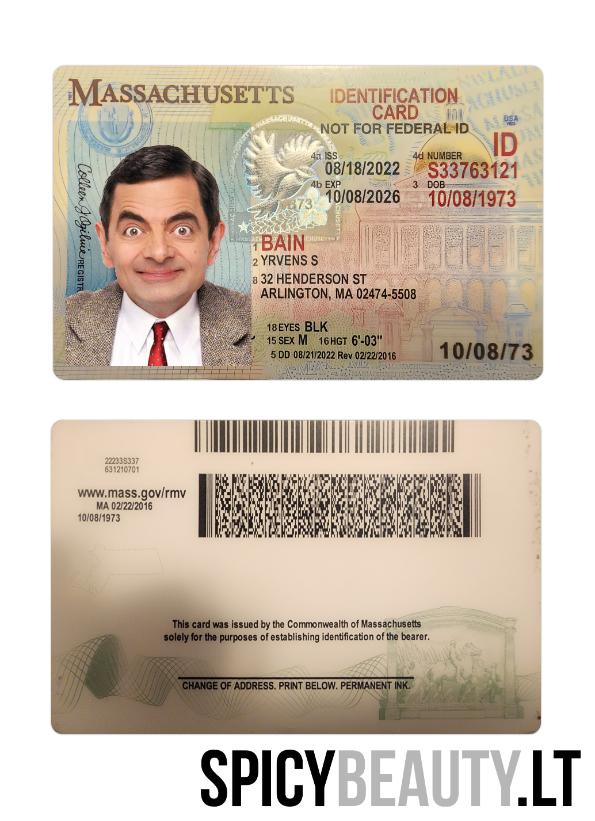 MASSACHUSETTS
IDENTIFICATION
CARD
NOT FOR FEDERAL ID
USA
ID
4a ISS
08/18/2022
4d NUMBER
S33763121
4b EXP
10/08/2026
3 DOB
10/08/1973
Colleen J. Ogilvie
REGISTR
1 BAIN
2 YRVENS S
8 32 HENDERSON ST
ARLINGTON, MA 02474-5508
18 EYES BLK
15 SEX M 16 HGT 6'-03"
5 DD 08/21/2022 Rev 02/22/2016
10/08/73
22233S337
631210701
www.mass.gov/rmv
MA 02/22/2016
10/08/1973
This card was issued by the Commonwealth of Massachusetts
solely for the purposes of establishing identification of the bearer.
CHANGE OF ADDRESS. PRINT BELOW. PERMANENT INK.
SPICYBEAUTY.LT